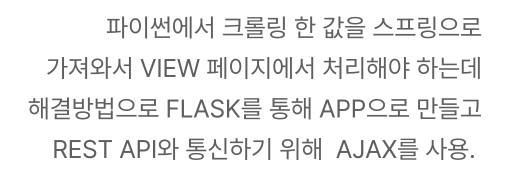 파이썬에서 크롤링 한 값을 스프링으로
가져와서 VIEW 페이지에서 처리해야 하는데
해결방법으로 FLASK를 통해 APP으로 만들고
REST API와 통신하기 위해  AJAX를 사용.